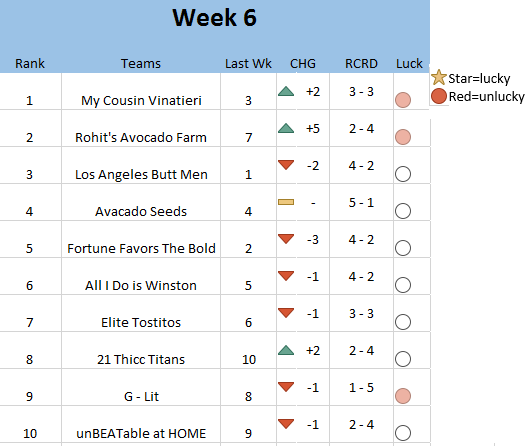 Week 6
Rank Teams Last Wk CHG RCRD Luck
Star=lucky
Red=unlucky
1 My Cousin Vinatieri 3 +2 3 - 3
2 Rohit's Avocado Farm 7 +5 2 - 4
3 Los Angeles Butt Men 1 -2 4 - 2
4 Avacado Seeds 4 - 5 - 1
5 Fortune Favors The Bold 2 -3 4 - 2
6 All I Do is Winston 5 -1 4 - 2
7 Elite Tostitos 6 -1 3 - 3
8 21 Thicc Titans 10 +2 2 - 4
9 G - Lit 8 -1 1 - 5
10 unBEATable at HOME 9 -1 2 - 4